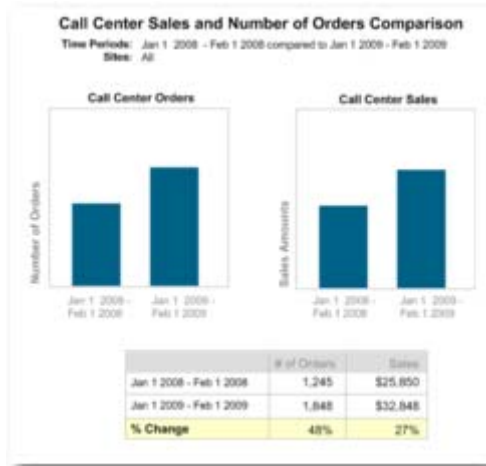 Call Center Sales and Number of Orders Comparison
Time Periods: Jan 1 2008 - Feb 1 2008 compared to Jan 1 2009 - Feb 1 2009
Sites: All
Call Center Orders
Call Center Sales
Number of Orders
Sales Amounts
Jan 1 2008 - Feb 1 2008
Jan 1 2009 - Feb 1 2009
Jan 1 2008 - Feb 1 2008
Jan 1 2009 - Feb 1 2009
# of Orders Sales
Jan 1 2008 - Feb 1 2008 1,245 $25,850
Jan 1 2009 - Feb 1 2009 1,848 $32,848
% Change 48% 27%